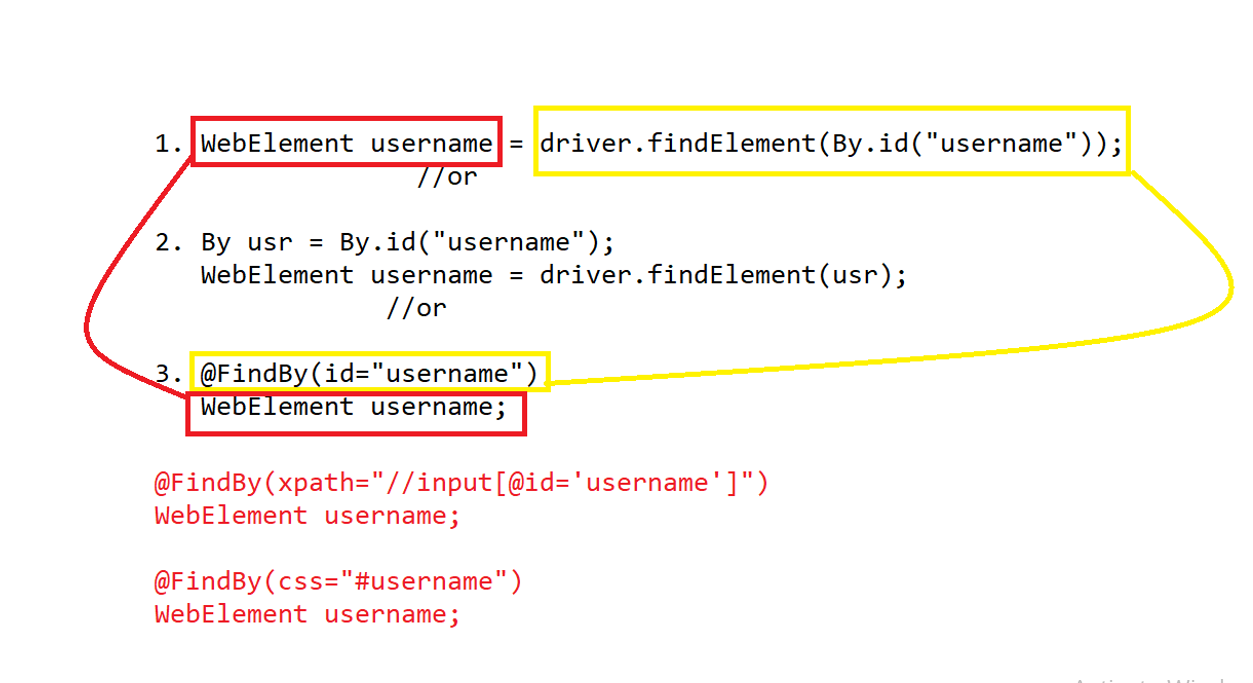 1. WebElement username = driver.findElement(By.id("username"));
//or
2. By usr = By.id("username");
WebElement username = driver.findElement(usr);
//or
3. @FindBy(id="username")
WebElement username;
@FindBy(xpath="//input[@id='username']")
WebElement username;
@FindBy(css="#username")
WebElement username;